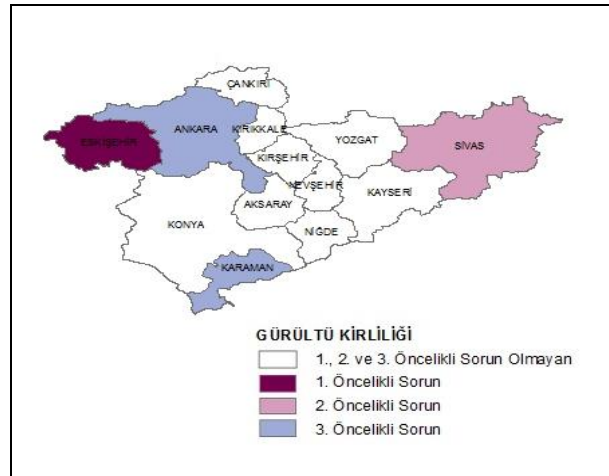 ÇANKIRI
ANKARA
KIRIKKALE
ESKİŞEHİR
YOZGAT
SİVAS
KIRŞEHİR
NEVŞEHİR
KAYSERİ
AKSARAY
KONYA
NİĞDE
KARAMAN
GÜRÜLTÜ KİRLİLİĞİ
1., 2. ve 3. Öncelikli Sorun Olmayan
1. Öncelikli Sorun
2. Öncelikli Sorun
3. Öncelikli Sorun